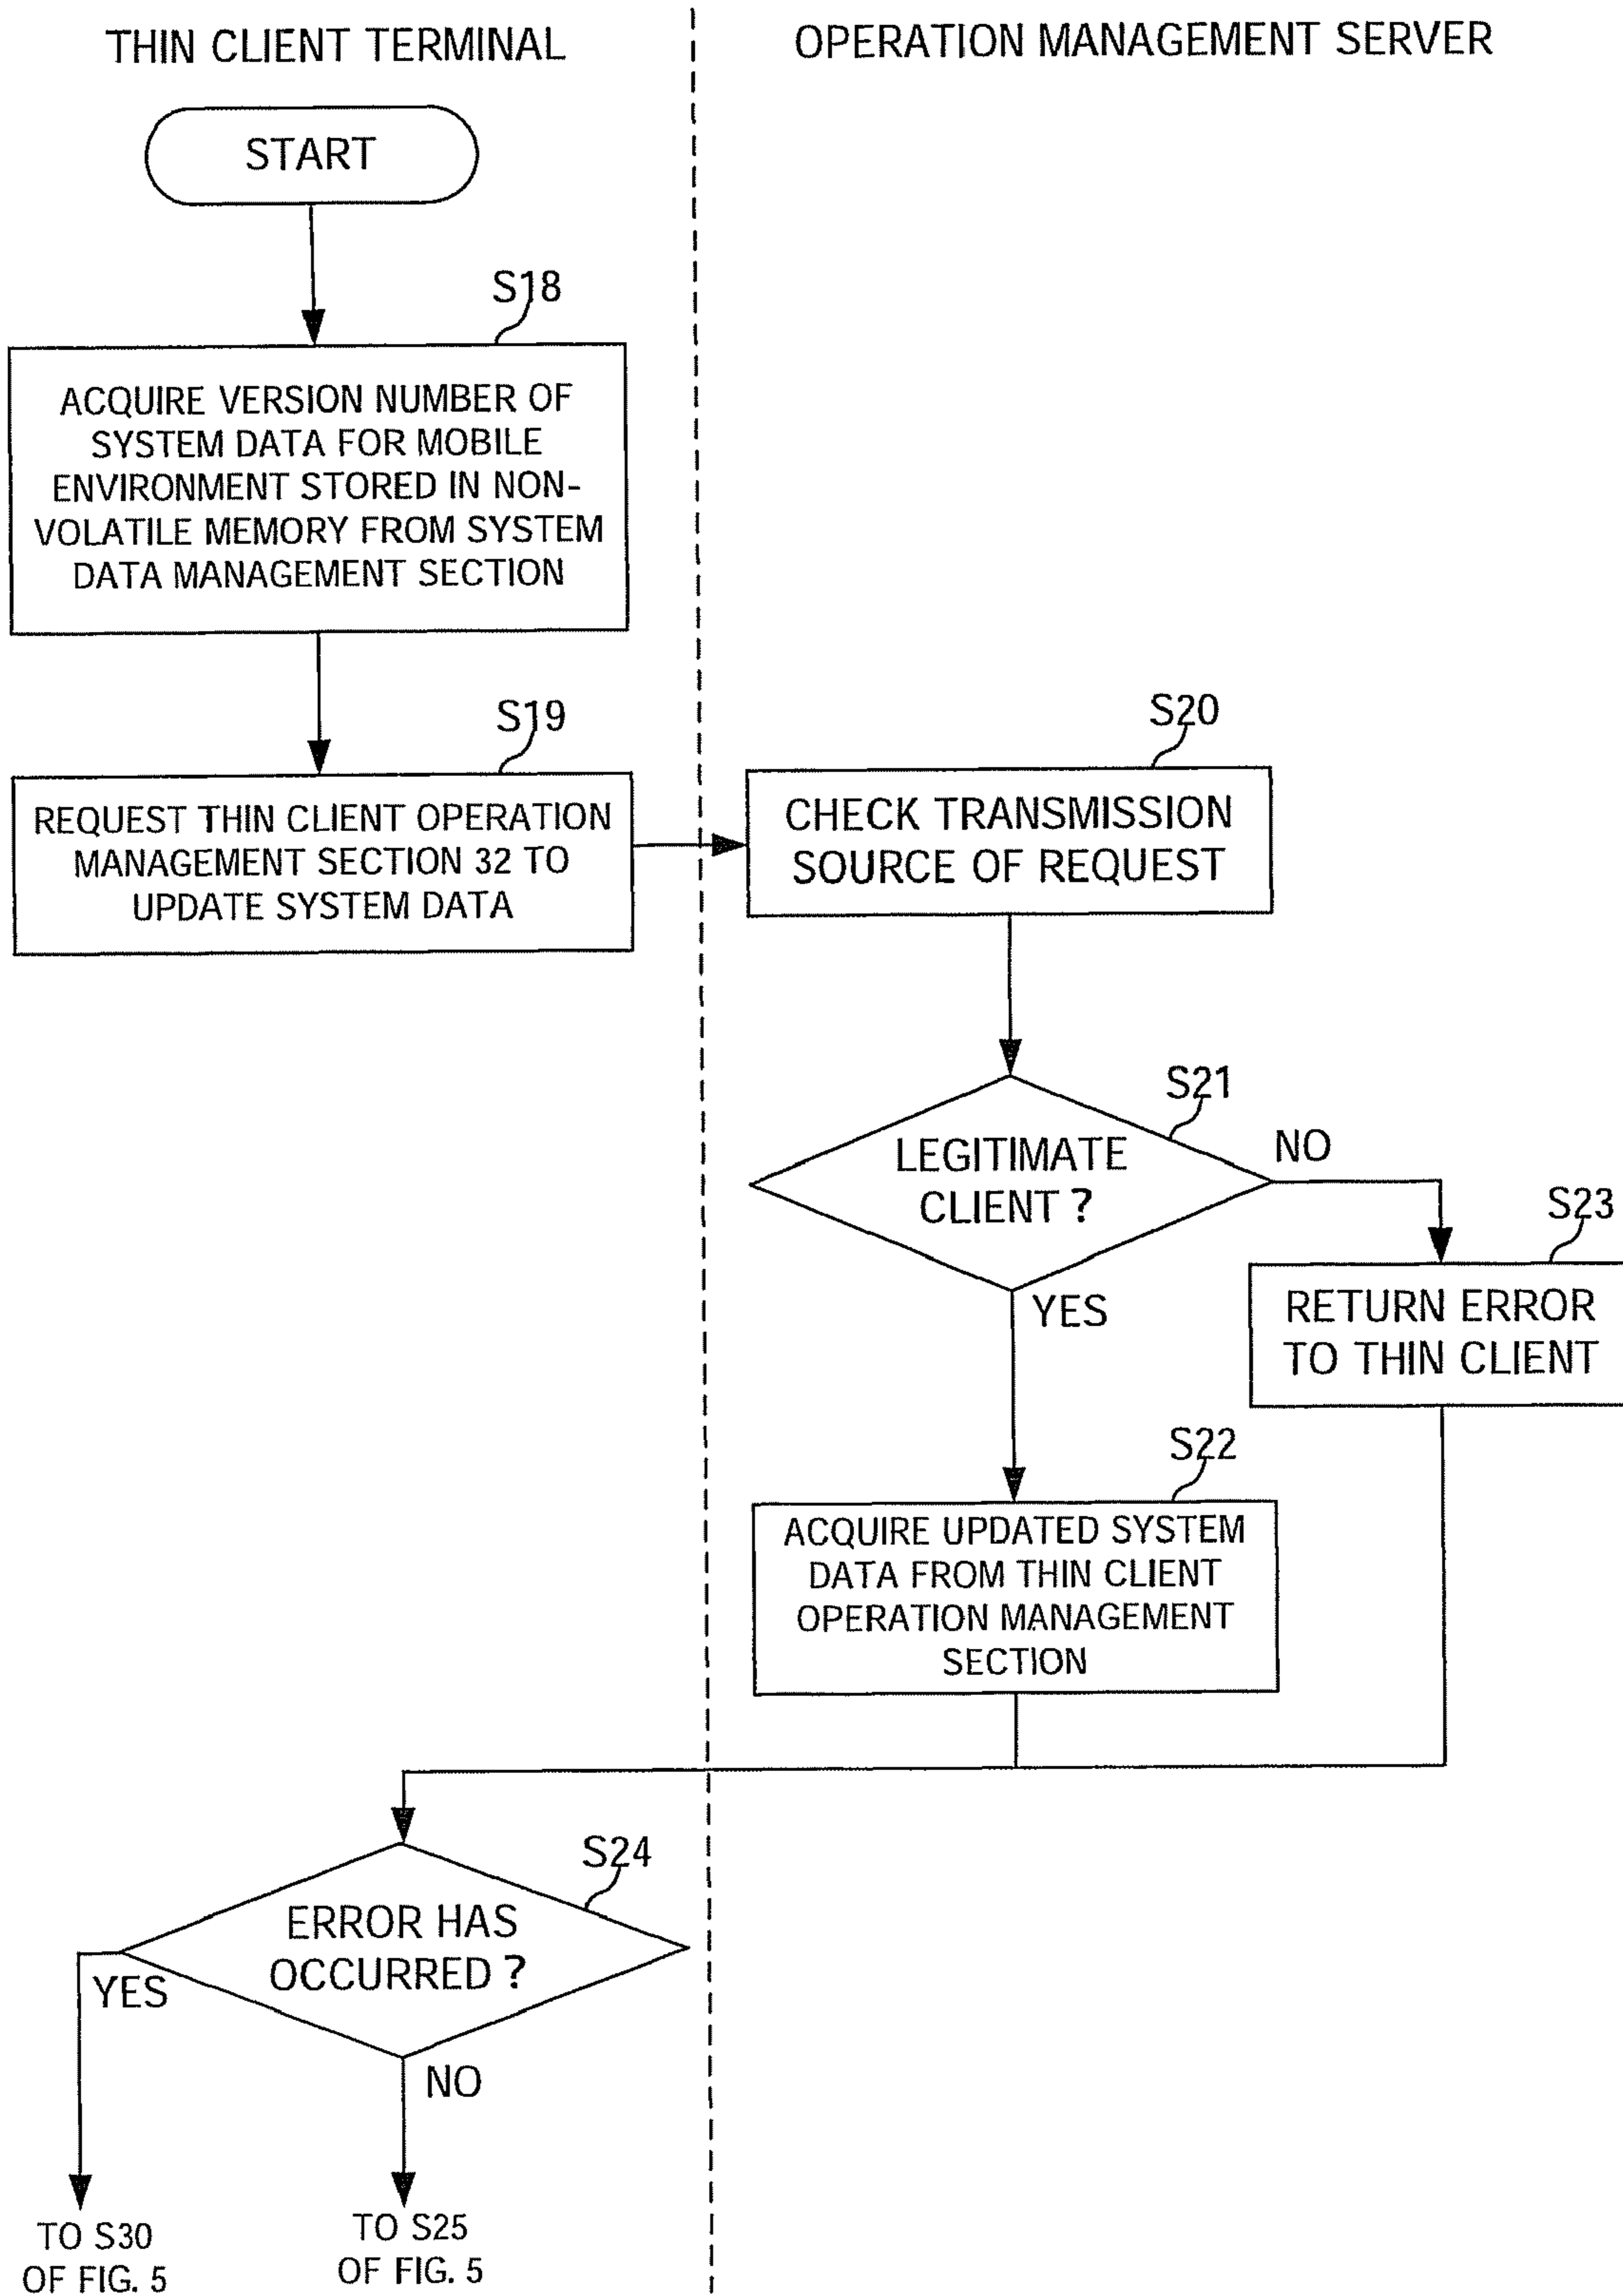 THIN CLIENT TERMINAL
OPERATION MANAGEMENT SERVER
START
S18
ACQUIRE VERSION NUMBER OF
SYSTEM DATA FOR MOBILE
ENVIRONMENT STORED IN NON-
VOLATILE MEMORY FROM SYSTEM
DATA MANAGEMENT SECTION
S19
REQUEST THIN CLIENT OPERATION
MANAGEMENT SECTION 32 TO
UPDATE SYSTEM DATA
S20
CHECK TRANSMISSION
SOURCE OF REQUEST
S21
LEGITIMATE
CLIENT ?
NO
YES
S23
RETURN ERROR
TO THIN CLIENT
S22
ACQUIRE UPDATED SYSTEM
DATA FROM THIN CLIENT
OPERATION MANAGEMENT
SECTION
S24
ERROR HAS
OCCURRED ?
YES
NO
TO S30
OF FIG. 5
TO S25
OF FIG. 5